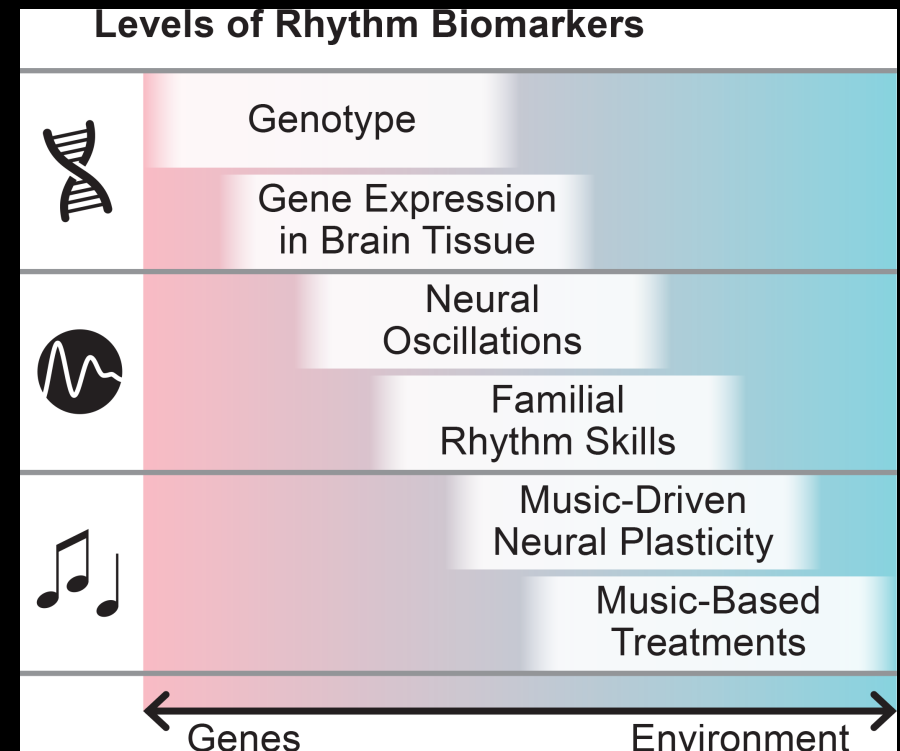 Levels of Rhythm Biomarkers
Genotype
Gene Expression
in Brain Tissue
Neural
Oscillations
Familial
Rhythm Skills
Music-Driven
Neural Plasticity
Music-Based
Treatments
Genes
Environment